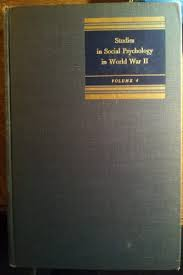 Studies
in Social Psychology
in World War II
VOLUME 4